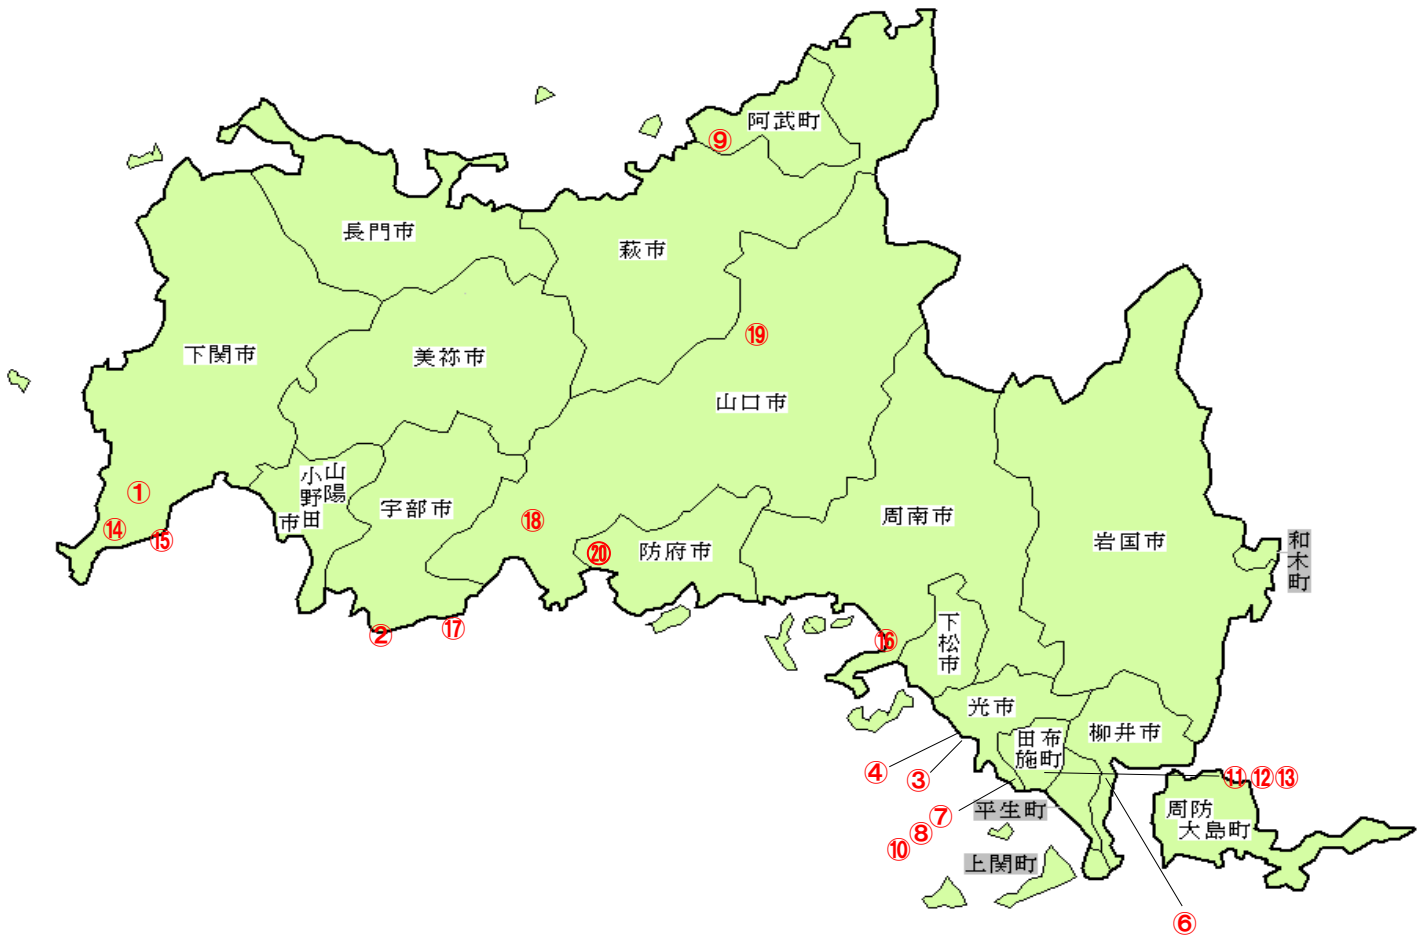 阿武町
⑨
長門市
萩市
下関市
美祢市
⑲
山口市
①
山陽
小野田
市
宇部市
⑱
周南市
⑭
⑮
⑳
防府市
岩国市
和木町
②
⑰
⑯
下松市
光市
柳井市
田布
施町
④
③
⑪⑫⑬
⑦
⑧
⑩
平生町
周防
大島町
上関町
⑥